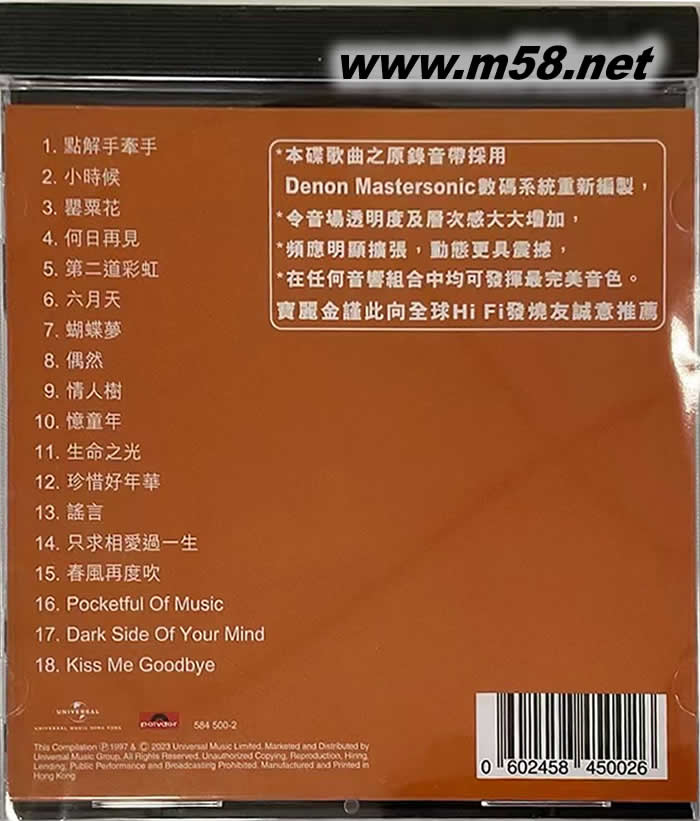 www.m58.net
1. 點解手牽手
2. 小時候
3. 罌粟花
4. 何日再見
5. 第二道彩虹
6. 六月天
7. 蝴蝶夢
8. 偶然
9. 情人樹
10. 憶童年
11. 生命之光
12. 珍惜好年華
13. 謠言
14. 只求相愛過一生
15. 春風再度吹
16. Pocketful Of Music
17. Dark Side Of Your Mind
18. Kiss Me Goodbye
*本碟歌曲之原錄音帶採用
Denon Mastersonic數碼系統重新編製，
*令音場透明度及層次感大大增加，
*頻應明顯擴張，動態更具震撼，
*在任何音響組合中均可發揮最完美音色。
寶麗金謹此向全球Hi Fi發燒友誠意推薦
UNIVERSAL
UNIVERSAL MUSIC HONG KONG
polydor
584 500-2
This Compilation ℗ 1997 & © 2023 Universal Music Limited. Marketed and Distributed by
Universal Music Group. All Rights Reserved. Unauthorized Copying, Reproduction, Hiring,
Lending, Public Performance and Broadcasting Prohibited. Manufactured and Printed in
Hong Kong
0 602458 450026